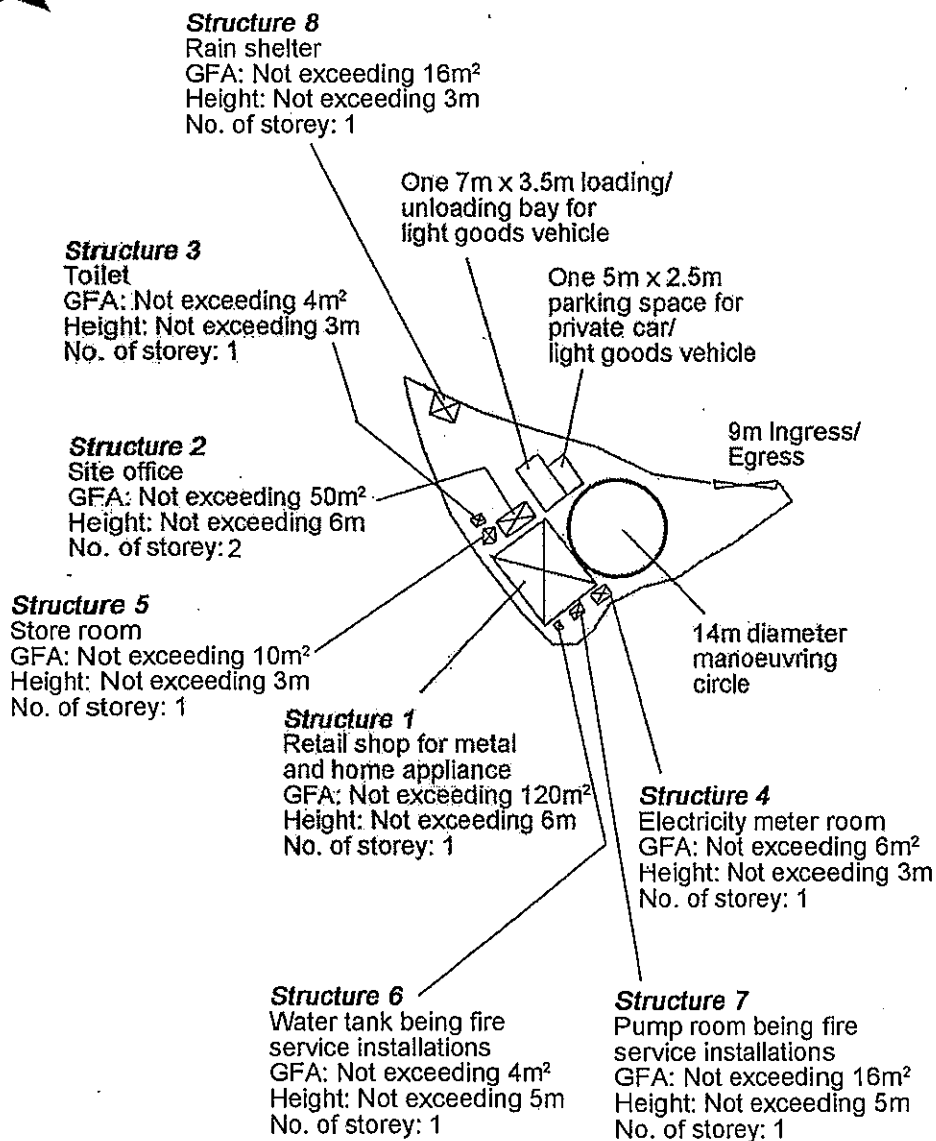 Structure 8
Rain shelter
GFA: Not exceeding 16m²
Height: Not exceeding 3m
No. of storey: 1
One 7m x 3.5m loading/
unloading bay for
light goods vehicle
Structure 3
Toilet
GFA: Not exceeding 4m²
Height: Not exceeding 3m
No. of storey: 1
One 5m x 2.5m
parking space for
private car/
light goods vehicle
Structure 2
Site office
GFA: Not exceeding 50m²
Height: Not exceeding 6m
No. of storey: 2
9m Ingress/
Egress
Structure 5
Store room
GFA: Not exceeding 10m²
Height: Not exceeding 3m
No. of storey: 1
14m diameter
manoeuvring
circle
Structure 1
Retail shop for metal
and home appliance
GFA: Not exceeding 120m²
Height: Not exceeding 6m
No. of storey: 1
Structure 4
Electricity meter room
GFA: Not exceeding 6m²
Height: Not exceeding 3m
No. of storey: 1
Structure 6
Water tank being fire
service installations
GFA: Not exceeding 4m²
Height: Not exceeding 5m
No. of storey: 1
Structure 7
Pump room being fire
service installations
GFA: Not exceeding 16m²
Height: Not exceeding 5m
No. of storey: 1